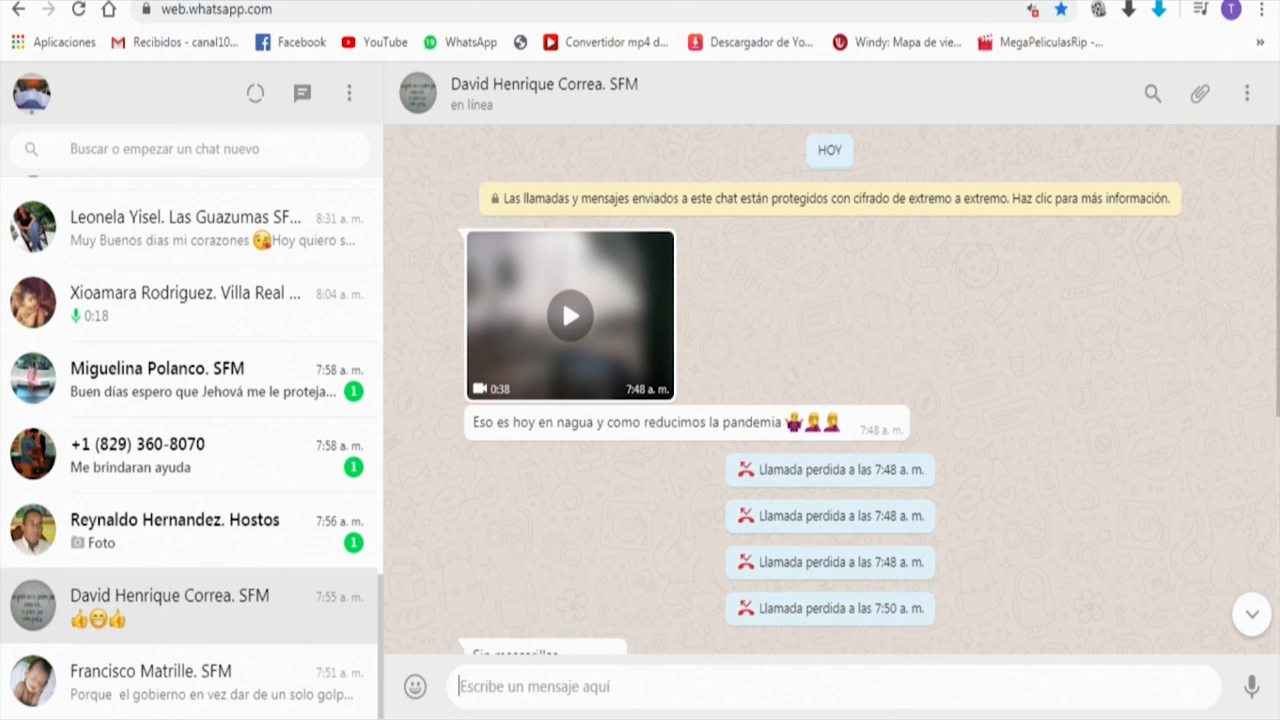 web.whatsapp.com
T
Aplicaciones
Recibidos - canal10...
Facebook
YouTube
19
WhatsApp
Convertidor mp4 d...
Descargador de Yo...
Windy: Mapa de vie...
MegaPeliculasRip -...
»
David Henrique Correa. SFM
en línea
Buscar o empezar un chat nuevo
Leonela Yisel. Las Guazumas SF...
8:31 a. m.
Muy Buenos dias mi corazones 😘Hoy quiero s...
Xioamara Rodriguez. Villa Real ...
8:04 a. m.
0:18
Miguelina Polanco. SFM
7:58 a. m.
Buen días espero que Jehová me le proteja...
1
+1 (829) 360-8070
7:58 a. m.
Me brindaran ayuda
1
Reynaldo Hernandez. Hostos
7:56 a. m.
Foto
1
David Henrique Correa. SFM
7:55 a. m.
👍😁👍
Francisco Matrille. SFM
7:51 a. m.
Porque el gobierno en vez dar de un solo golp...
HOY
Las llamadas y mensajes enviados a este chat están protegidos con cifrado de extremo a extremo. Haz clic para más información.
0:38
7:48 a. m.
Eso es hoy en nagua y como reducimos la pandemia 🤷‍♀️🤦‍♀️🤦‍♀️
7:48 a. m.
Llamada perdida a las 7:48 a. m.
Llamada perdida a las 7:48 a. m.
Llamada perdida a las 7:48 a. m.
Llamada perdida a las 7:50 a. m.
Sin mascarillas
Escribe un mensaje aquí